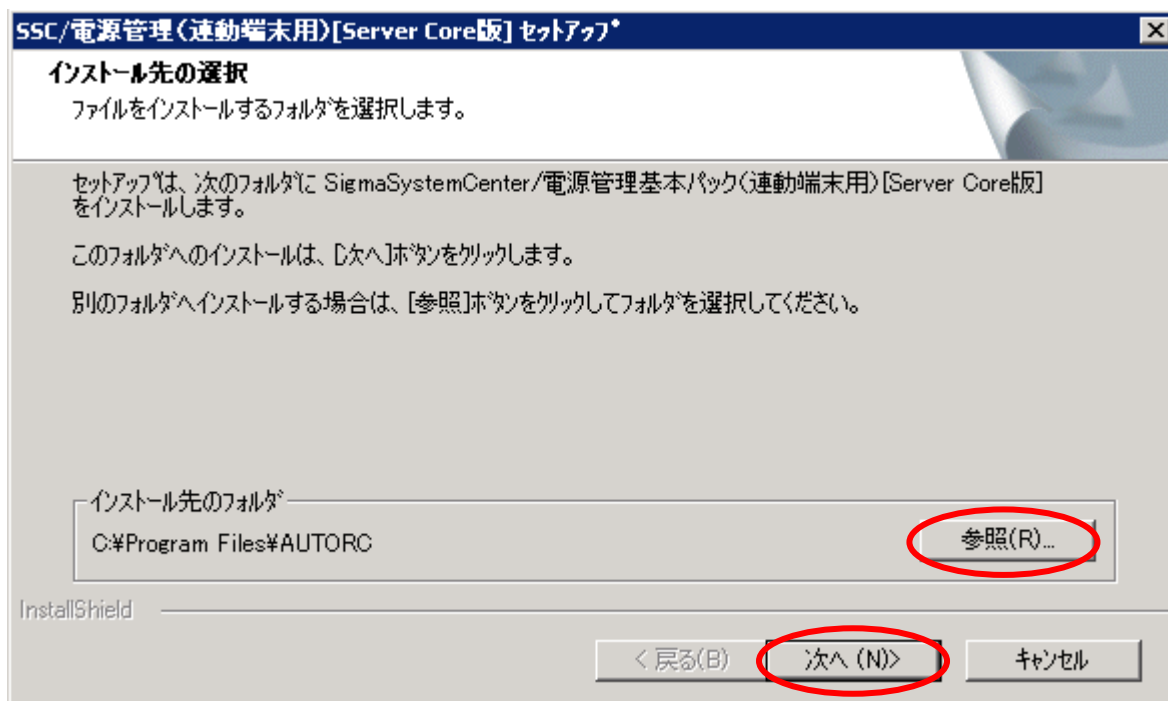 SSC/電源管理(連動端末用)[Server Core版] セットアップ
インストール先の選択
ファイルをインストールするフォルダを選択します。
セットアップは、次のフォルダに SigmaSystemCenter/電源管理基本パック(連動端末用)[Server Core版]
をインストールします。
このフォルダへのインストールは、[次へ]ボタンをクリックします。
別のフォルダへインストールする場合は、[参照]ボタンをクリックしてフォルダを選択してください。
インストール先のフォルダ
C:¥Program Files¥AUTORC
参照(R)...
InstallShield
< 戻る(B)
次へ (N)>
キャンセル